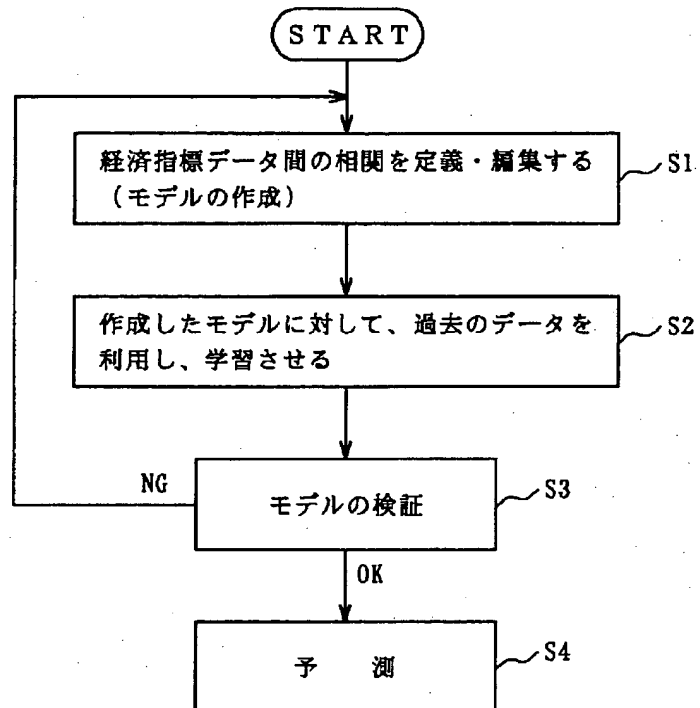 START
経済指標データ間の相関を定義・編集する
(モデルの作成)
S1
作成したモデルに対して、過去のデータを
利用し、学習させる
S2
NG
モデルの検証
S3
OK
予 測
S4